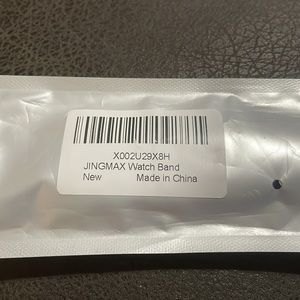 X002U29X8H
JINGMAX Watch Band
New Made in China